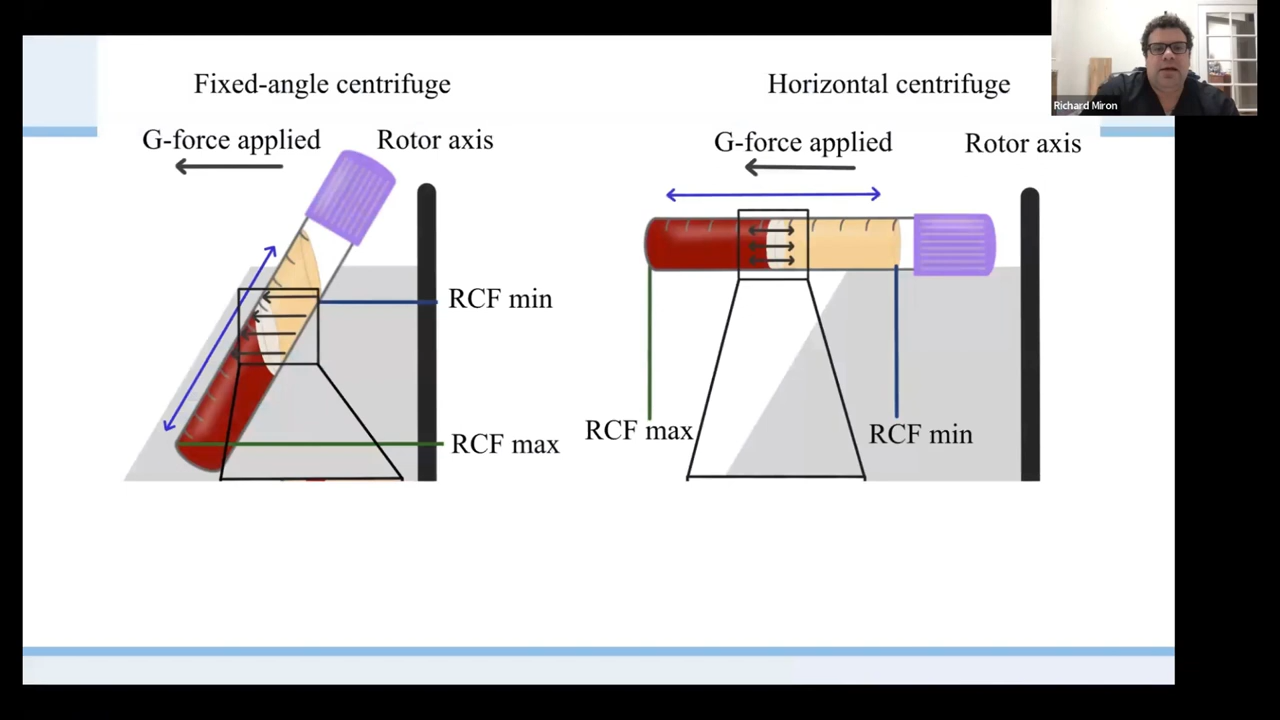 Fixed-angle centrifuge
G-force applied
Rotor axis
RCF min
RCF max
Horizontal centrifuge
G-force applied
Rotor axis
RCF max
RCF min
Richard Miron